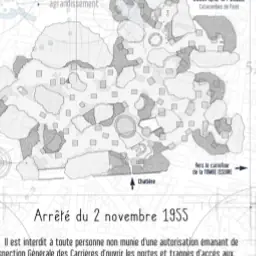 agrandissement
Catacombes de Paris
Vers le carrefour
de la TOMBE ISSOIRE
Chatière
Arrêté du 2 novembre 1955
Il est interdit à toute personne non munie d'une autorisation émanant de
nspection Générale des Carrières d'ouvrir les portes et trappes d'accès aux